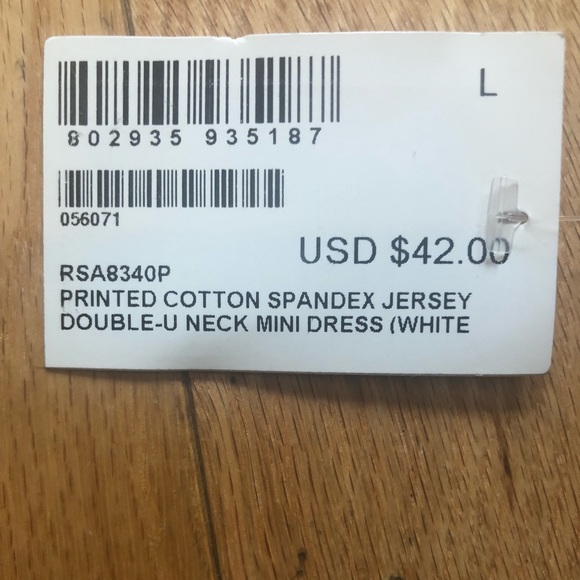 L
802935 935187
056071
USD $42.00
RSA8340P
PRINTED COTTON SPANDEX JERSEY
DOUBLE-U NECK MINI DRESS (WHITE